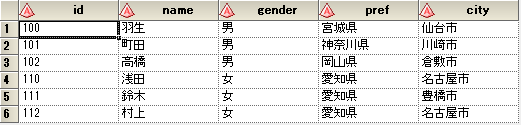 id name gender pref city
1 100 羽生 男 宮城県 仙台市
2 101 町田 男 神奈川県 川崎市
3 102 高橋 男 岡山県 倉敷市
4 110 浅田 女 愛知県 名古屋市
5 111 鈴木 女 愛知県 豊橋市
6 112 村上 女 愛知県 名古屋市